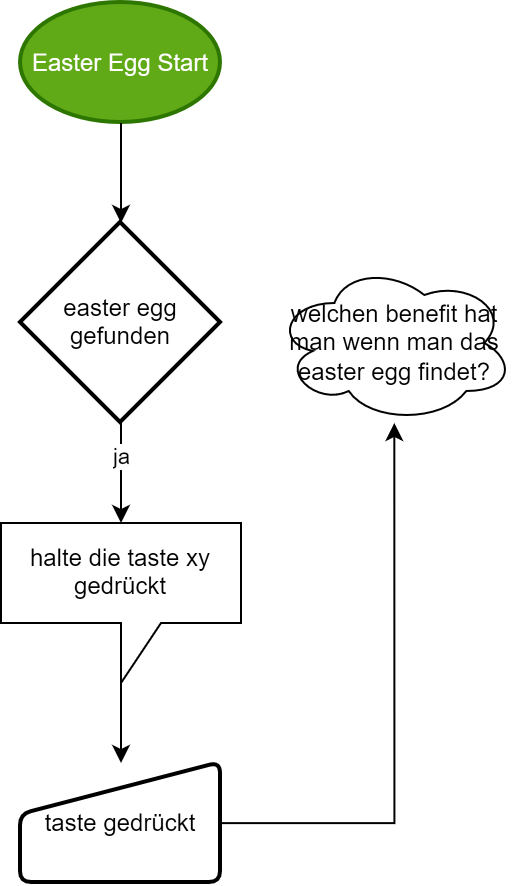 Easter Egg Start
easter egg
gefunden
welchen benefit hat
man wenn man das
easter egg findet?
ja
halte die taste xy
gedrückt
taste gedrückt